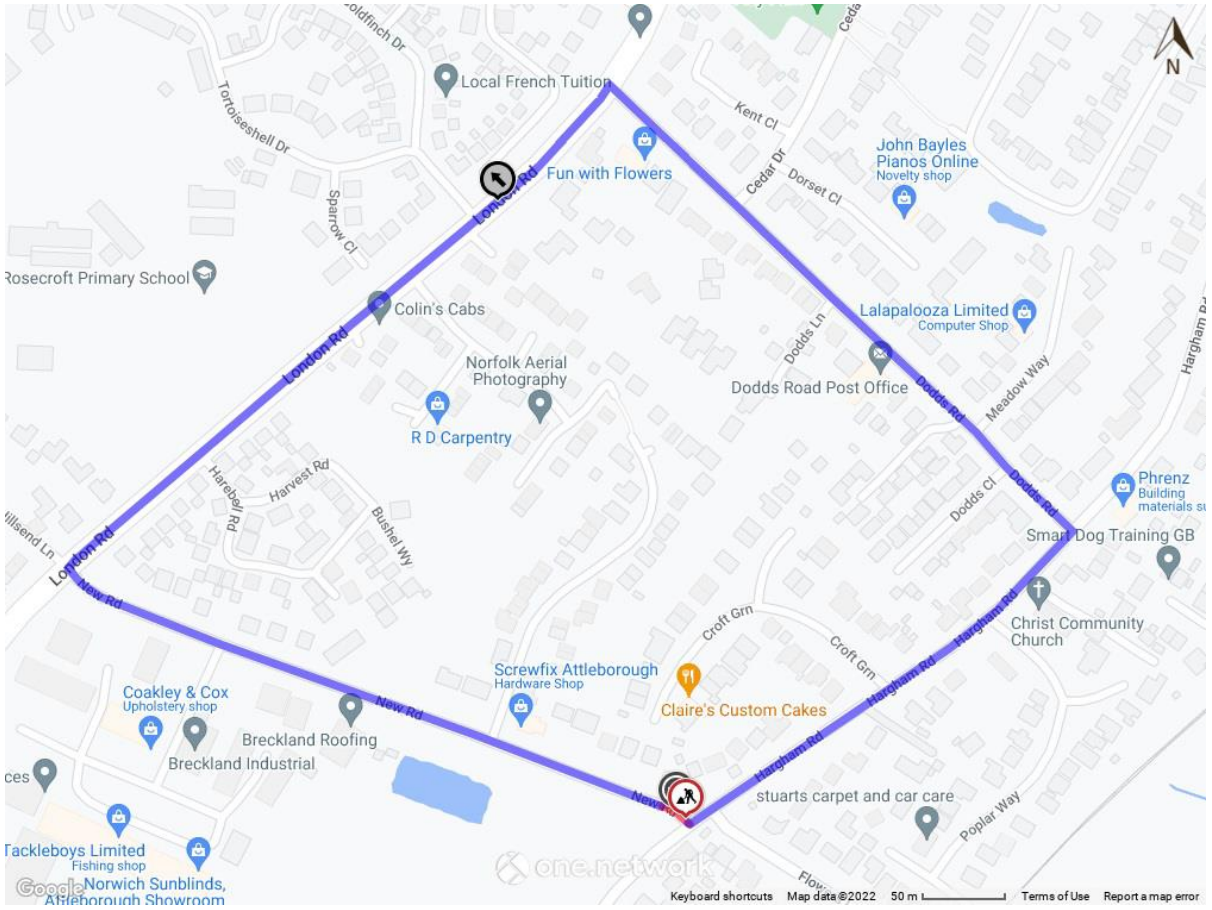 oldfinch Dr
Local French Tuition
Tortoiseshell Dr
Sparrow Cl
Rosecroft Primary School
London Rd
Fun with Flowers
Kent Cl
Cedar Dr
Dorset Cl
John Bayles
Pianos Online
Novelty shop
N
Colin's Cabs
London Rd
Norfolk Aerial
Photography
R D Carpentry
Dodds Ln
Lalapalooza Limited
Computer Shop
Dodds Road Post Office
Dodds Rd
Meadow Way
Hargham Rd
Harebell Rd
Harvest Rd
Bushel Wy
illsend Ln
London Rd
New Rd
Dodds Cl
Dodds Rd
Phrenz
Building
materials su
Smart Dog Training GB
Hargham Rd
Christ Community
Church
Croft Grn
Croft Grn
Hargham Rd
Screwfix Attleborough
Hardware Shop
Claire's Custom Cakes
Coakley & Cox
Upholstery shop
New Rd
Breckland Roofing
Breckland Industrial
Hargham Rd
New Rd
stuarts carpet and car care
Poplar Way
ces
Tackleboys Limited
Fishing shop
Norwich Sunblinds,
Attleborough Showroom
one.network
Flow
Google
Keyboard shortcuts Map data ©2022 50 m Terms of Use Report a map error